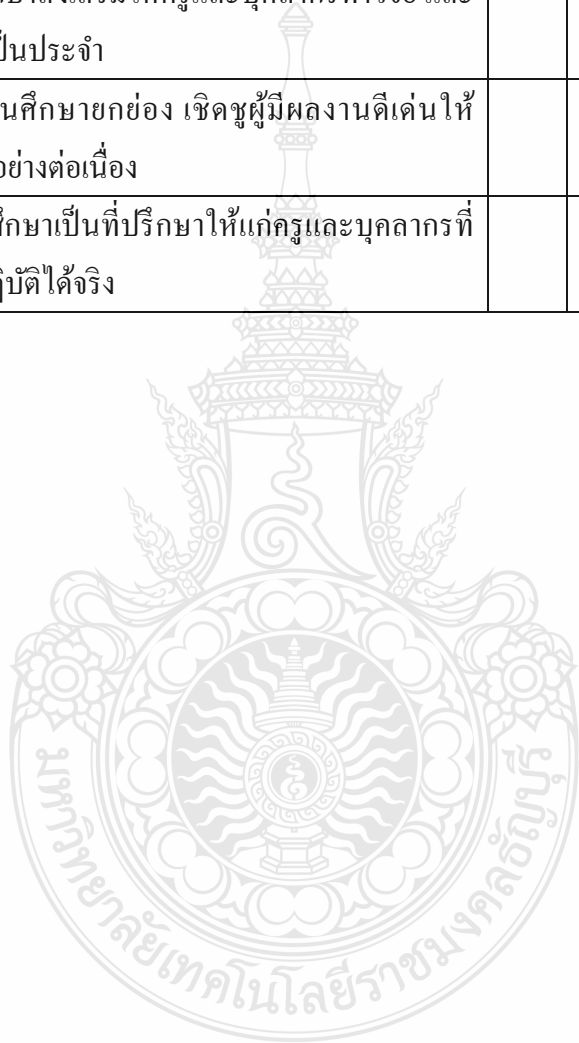 ป็นประจำ
นศึกษายกย่อง เชิดชูผู้มีผลงานดีเด่นให้
อย่างต่อเนื่อง
ศึกษาเป็นที่ปรึกษาให้แก่ครูและบุคลากรที่
ฏิบัติได้จริง
มหาวิทยาลัยเทคโนโลยีราชมงคลธัญบุรี